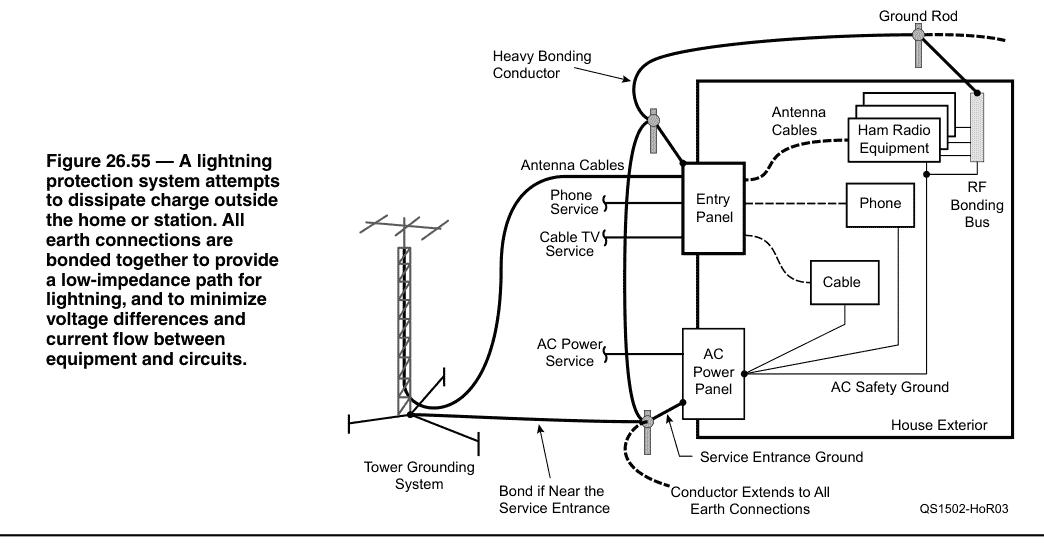 Figure 26.55 — A lightning
protection system attempts
to dissipate charge outside
the home or station. All
earth connections are
bonded together to provide
a low-impedance path for
lightning, and to minimize
voltage differences and
current flow between
equipment and circuits.
Ground Rod
Heavy Bonding
Conductor
Antenna
Cables
Ham Radio
Equipment
Antenna Cables
Phone
Service
Entry
Panel
Phone
RF
Bonding
Bus
Cable TV
Service
Cable
AC Power
Service
AC
Power
Panel
AC Safety Ground
House Exterior
Service Entrance Ground
Tower Grounding
System
Bond if Near the
Service Entrance
Conductor Extends to All
Earth Connections
QS1502-HoR03